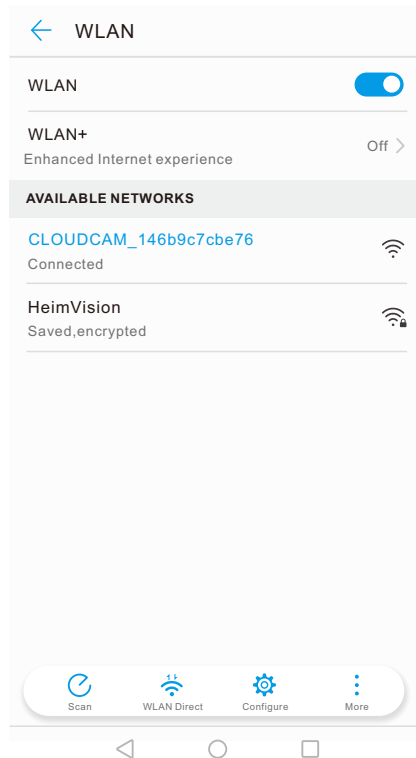 WLAN
WLAN
WLAN+
Enhanced Internet experience
Off
AVAILABLE NETWORKS
CLOUDCAM_146b9c7cbe76
Connected
HeimVision
Saved,encrypted
Scan WLAN Direct Configure More